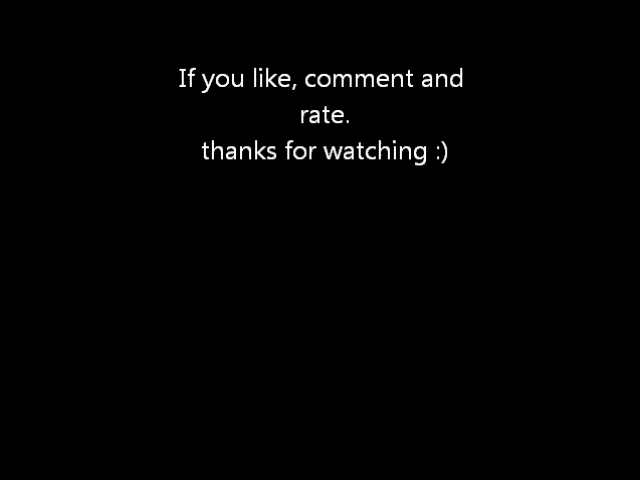 If you like, comment and
rate.
thanks for watching :)